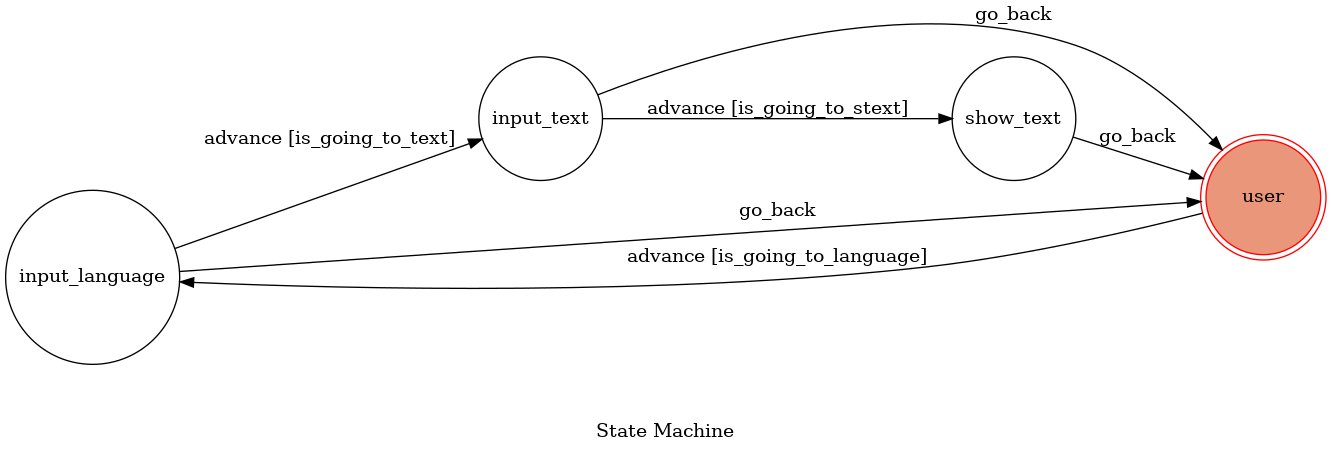 go_back
input_text
advance [is_going_to_stext]
show_text
advance [is_going_to_text]
go_back
user
go_back
advance [is_going_to_language]
input_language
State Machine